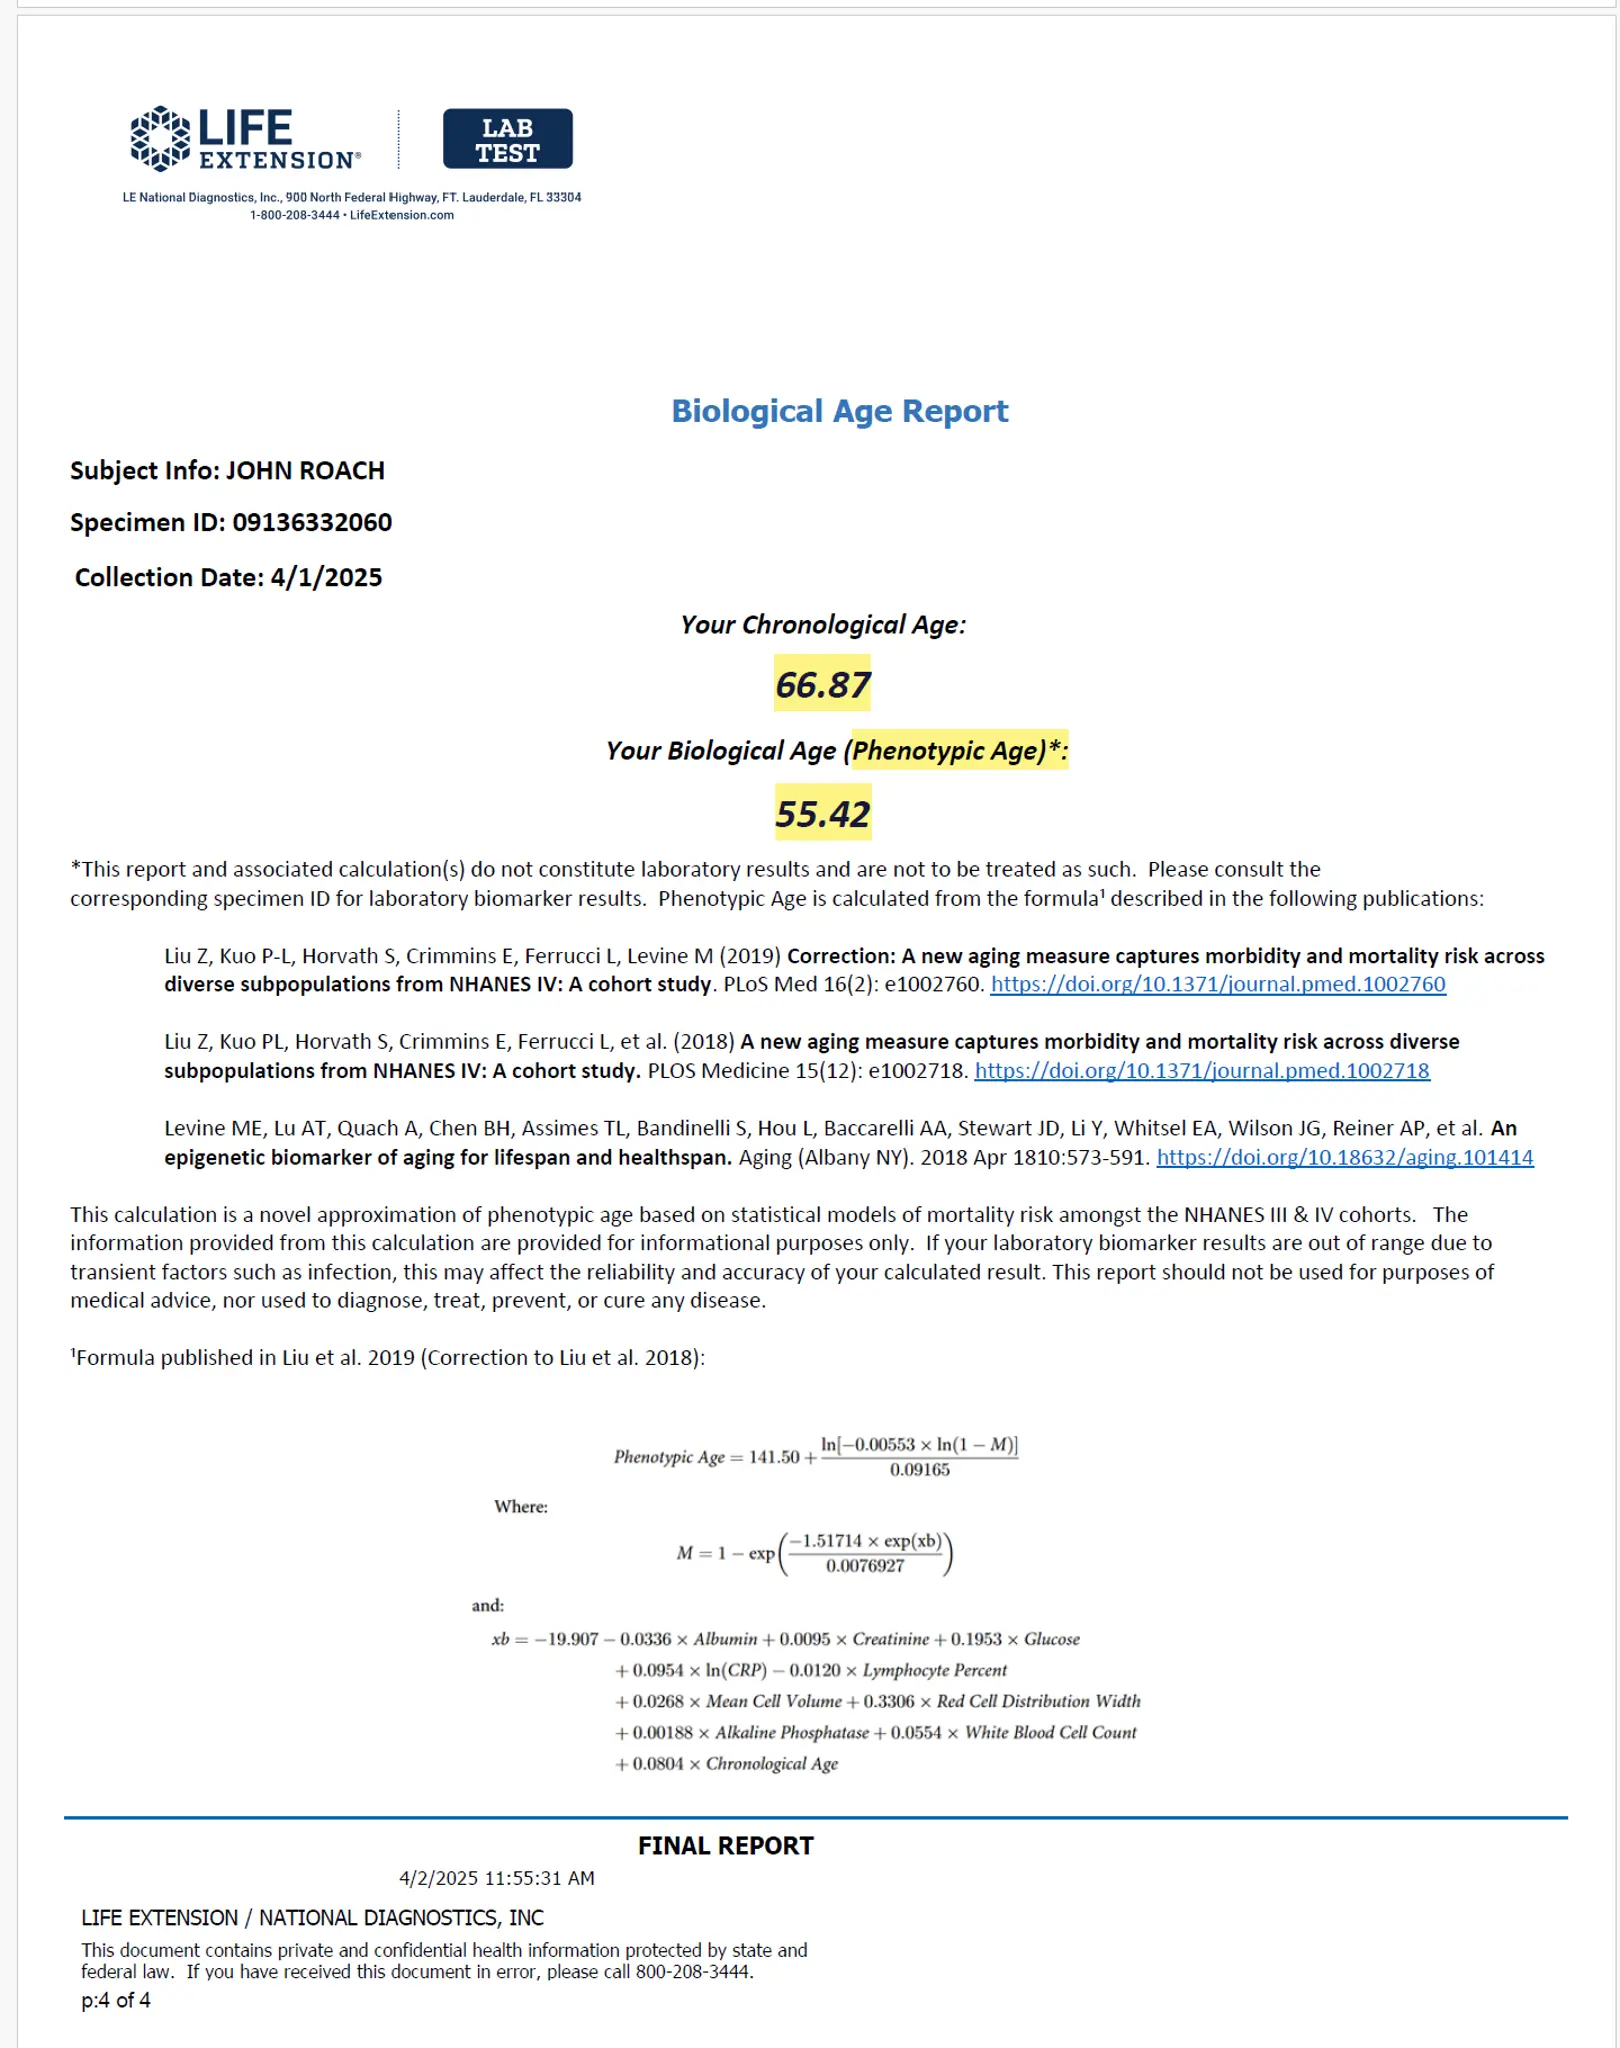 LIFE
EXTENSION®
LAB
TEST
LE National Diagnostics, Inc., 900 North Federal Highway, FT. Lauderdale, FL 33304
1-800-208-3444 • LifeExtension.com
Biological Age Report
Subject Info: JOHN ROACH
Specimen ID: 09136332060
Collection Date: 4/1/2025
Your Chronological Age:
66.87
Your Biological Age (Phenotypic Age)*:
55.42
*This report and associated calculation(s) do not constitute laboratory results and are not to be treated as such. Please consult the
corresponding specimen ID for laboratory biomarker results. Phenotypic Age is calculated from the formula¹ described in the following publications:
Liu Z, Kuo P-L, Horvath S, Crimmins E, Ferrucci L, Levine M (2019) Correction: A new aging measure captures morbidity and mortality risk across
diverse subpopulations from NHANES IV: A cohort study. PLoS Med 16(2): e1002760. https://doi.org/10.1371/journal.pmed.1002760
Liu Z, Kuo PL, Horvath S, Crimmins E, Ferrucci L, et al. (2018) A new aging measure captures morbidity and mortality risk across diverse
subpopulations from NHANES IV: A cohort study. PLOS Medicine 15(12): e1002718. https://doi.org/10.1371/journal.pmed.1002718
Levine ME, Lu AT, Quach A, Chen BH, Assimes TL, Bandinelli S, Hou L, Baccarelli AA, Stewart JD, Li Y, Whitsel EA, Wilson JG, Reiner AP, et al. An
epigenetic biomarker of aging for lifespan and healthspan. Aging (Albany NY). 2018 Apr 1810:573-591. https://doi.org/10.18632/aging.101414
This calculation is a novel approximation of phenotypic age based on statistical models of mortality risk amongst the NHANES III & IV cohorts. The
information provided from this calculation are provided for informational purposes only. If your laboratory biomarker results are out of range due to
transient factors such as infection, this may affect the reliability and accuracy of your calculated result. This report should not be used for purposes of
medical advice, nor used to diagnose, treat, prevent, or cure any disease.
¹Formula published in Liu et al. 2019 (Correction to Liu et al. 2018):
Phenotypic Age = 141.50 + ln[−0.00553 × ln(1 − M)] / 0.09165
Where:
M = 1 − exp(−1.51714 × exp(xb) / 0.0076927)
and:
xb = −19.907 − 0.0336 × Albumin + 0.0095 × Creatinine + 0.1953 × Glucose
+ 0.0954 × ln(CRP) − 0.0120 × Lymphocyte Percent
+ 0.0268 × Mean Cell Volume + 0.3306 × Red Cell Distribution Width
+ 0.00188 × Alkaline Phosphatase + 0.0554 × White Blood Cell Count
+ 0.0804 × Chronological Age
FINAL REPORT
4/2/2025 11:55:31 AM
LIFE EXTENSION / NATIONAL DIAGNOSTICS, INC
This document contains private and confidential health information protected by state and
federal law. If you have received this document in error, please call 800-208-3444.
p:4 of 4